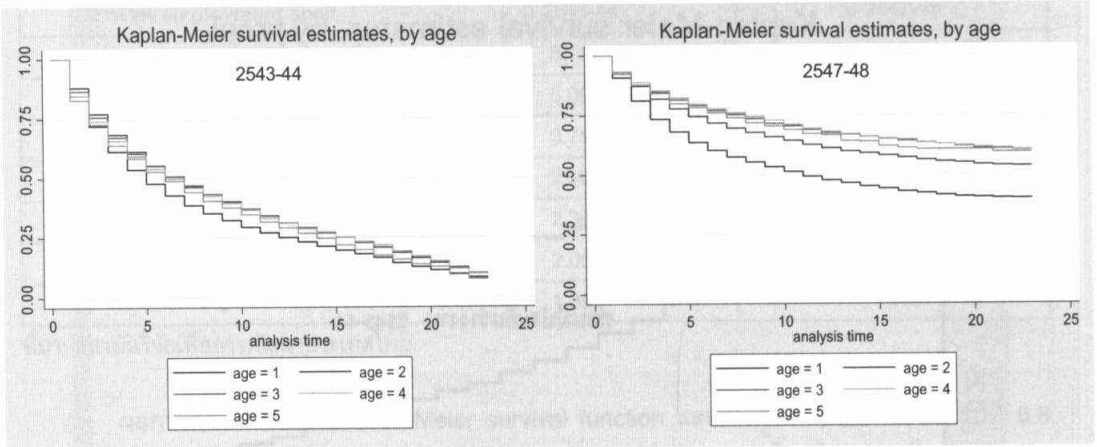 Kaplan-Meier survival estimates, by age
2543-44
1.00
0.75
0.50
0.25
0.00
0 5 10 15 20 25
analysis time
age = 1 age = 2
age = 3 age = 4
age = 5
Kaplan-Meier survival estimates, by age
2547-48
1.00
0.75
0.50
0.25
0.00
0 5 10 15 20 25
analysis time
age = 1 age = 2
age = 3 age = 4
age = 5
Meier survival function